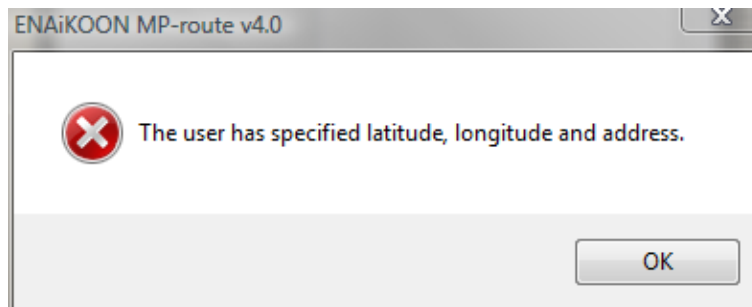 ENAiKOON MP-route v4.0
The user has specified latitude, longitude and address.
OK